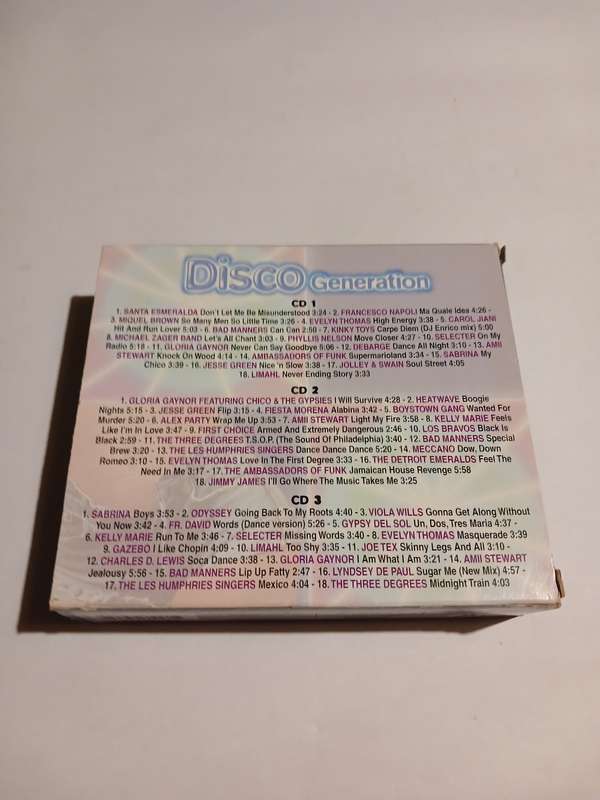 Disco Generation
CD 1
1. SANTA ESMERALDA Don't Let Me Be Misunderstood 3:24 - 2. FRANCESCO NAPOLI Ma Quale Idea 4:26 -
3. MIQUEL BROWN So Many Men So Little Time 3:26 - 4. EVELYN THOMAS High Energy 3:38 - 5. CAROL JIANI
Hit And Run Lover 5:03 - 6. BAD MANNERS Can Can 2:50 - 7. KINKY TOYS Carpe Diem (DJ Enrico mix) 5:00
8. MICHAEL ZAGER BAND Let's All Chant 3:03 - 9. PHYLLIS NELSON Move Closer 4:27 - 10. SELECTER On My
Radio 5:18 - 11. GLORIA GAYNOR Never Can Say Goodbye 5:06 - 12. DEBARGE Dance All Night 3:10 - 13. AMII
STEWART Knock On Wood 4:14 - 14. AMBASSADORS OF FUNK Supermarioland - 3:34 - 15. SABRINA My
Chico 3:39 - 16. JESSE GREEN Nice 'n Slow 3:38 - 17. JOLLEY & SWAIN Soul Street 4:05
18. LIMAHL Never Ending Story 3:33
CD 2
1. GLORIA GAYNOR FEATURING CHICO & THE GYPSIES I Will Survive 4:28 - 2. HEATWAVE Boogie
Nights 5:15 - 3. JESSE GREEN Flip 3:15 - 4. FIESTA MORENA Alabina 3:42 - 5. BOYSTOWN GANG Wanted For
Murder 5:20 - 6. ALEX PARTY Wrap Me Up 3:53 - 7. AMII STEWART Light My Fire 3:58 - 8. KELLY MARIE Feels
Like I'm In Love 3:47 - 9. FIRST CHOICE Armed And Extremely Dangerous 2:46 - 10. LOS BRAVOS Black Is
Black 2:59 - 11. THE THREE DEGREES T.S.O.P. (The Sound Of Philadelphia) 3:40 - 12. BAD MANNERS Special
Brew 3:20 - 13. THE LES HUMPHRIES SINGERS Dance Dance Dance 5:20 - 14. MECCANO Dow, Down
Romeo 3:10 - 15. EVELYN THOMAS Love In The First Degree 3:33 - 16. THE DETROIT EMERALDS Feel The
Need In Me 3:17 - 17. THE AMBASSADORS OF FUNK Jamaican House Revenge 5:58
18. JIMMY JAMES I'll Go Where The Music Takes Me 3:25
CD 3
1. SABRINA Boys 3:53 - 2. ODYSSEY Going Back To My Roots 4:40 - 3. VIOLA WILLS Gonna Get Along Without
You Now 3:42 - 4. FR. DAVID Words (Dance version) 5:26 - 5. GYPSY DEL SOL Un, Dos, Tres Maria 4:37 -
6. KELLY MARIE Run To Me 3:46 - 7. SELECTER Missing Words 3:40 - 8. EVELYN THOMAS Masquerade 3:39
9. GAZEBO I Like Chopin 4:09 - 10. LIMAHL Too Shy 3:35 - 11. JOE TEX Skinny Legs And All 3:10 -
12. CHARLES D. LEWIS Soca Dance 3:38 - 13. GLORIA GAYNOR I Am What I Am 3:21 - 14. AMII STEWART
Jealousy 5:56 - 15. BAD MANNERS Lip Up Fatty 2:47 - 16. LYNDSEY DE PAUL Sugar Me (New Mix) 4:57 -
17. THE LES HUMPHRIES SINGERS Mexico 4:04 - 18. THE THREE DEGREES Midnight Train 4:03